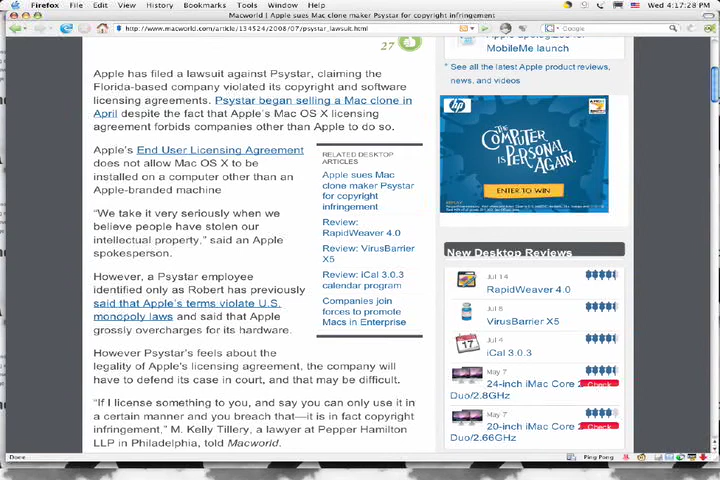 Firefox File Edit View History Bookmarks Tools Window Help
Wed 4:17:28 PM
Macworld | Apple sues Mac clone maker Psystar for copyright infringement
http://www.macworld.com/article/134524/2008/07/psystar_lawsuit.html
Google
27
Apple has filed a lawsuit against Psystar, claiming the
Florida-based company violated its copyright and software
licensing agreements. Psystar began selling a Mac clone in
April despite the fact that Apple's Mac OS X licensing
agreement forbids companies other than Apple to do so.
Apple's End User Licensing Agreement
does not allow Mac OS X to be
installed on a computer other than an
Apple-branded machine
“We take it very seriously when we
believe people have stolen our
intellectual property,” said an Apple
spokesperson.
However, a Psystar employee
identified only as Robert has previously
said that Apple's terms violate U.S.
monopoly laws and said that Apple
grossly overcharges for its hardware.
However Psystar's feels about the
legality of Apple's licensing agreement, the company will
have to defend its case in court, and that may be difficult.
“If I license something to you, and say you can only use it in
a certain manner and you breach that—it is in fact copyright
infringement,” M. Kelly Tillery, a lawyer at Pepper Hamilton
LLP in Philadelphia, told Macworld.
RELATED DESKTOP
ARTICLES
Apple sues Mac
clone maker Psystar
for copyright
infringement
Review:
RapidWeaver 4.0
Review: VirusBarrier
X5
Review: iCal 3.0.3
calendar program
Companies join
forces to promote
Macs in Enterprise
MobileMe launch
See all the latest Apple product reviews,
news, and videos
hp
THE COMPUTER
IS PERSONAL
AGAIN.
ENTER TO WIN
REPLAY
New Desktop Reviews
Jul 14
RapidWeaver 4.0
Jul 8
VirusBarrier X5
Jul 4
17
iCal 3.0.3
May 7
24-inch iMac Core 2 Check
Duo/2.8GHz
May 7
20-inch iMac Core 2 Check
Duo/2.66GHz
Done
Ping Pong